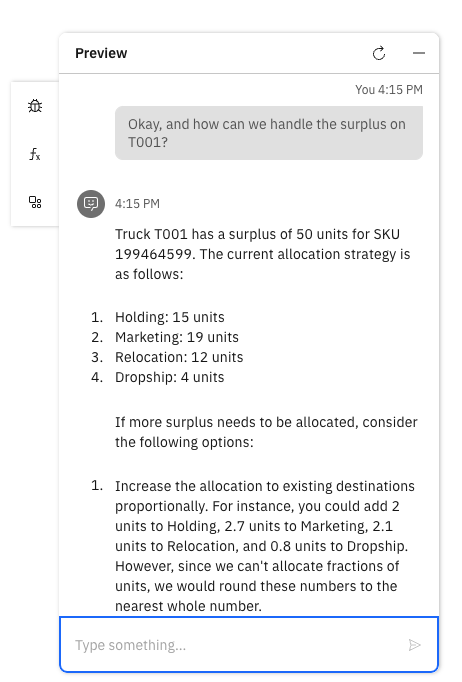 Preview
You 4:15 PM
Okay, and how can we handle the surplus on
T001?
4:15 PM
Truck T001 has a surplus of 50 units for SKU
199464599. The current allocation strategy is
as follows:
1. Holding: 15 units
2. Marketing: 19 units
3. Relocation: 12 units
4. Dropship: 4 units
If more surplus needs to be allocated, consider
the following options:
1. Increase the allocation to existing destinations
proportionally. For instance, you could add 2
units to Holding, 2.7 units to Marketing, 2.1
units to Relocation, and 0.8 units to Dropship.
However, since we can't allocate fractions of
units, we would round these numbers to the
nearest whole number.
Type something...